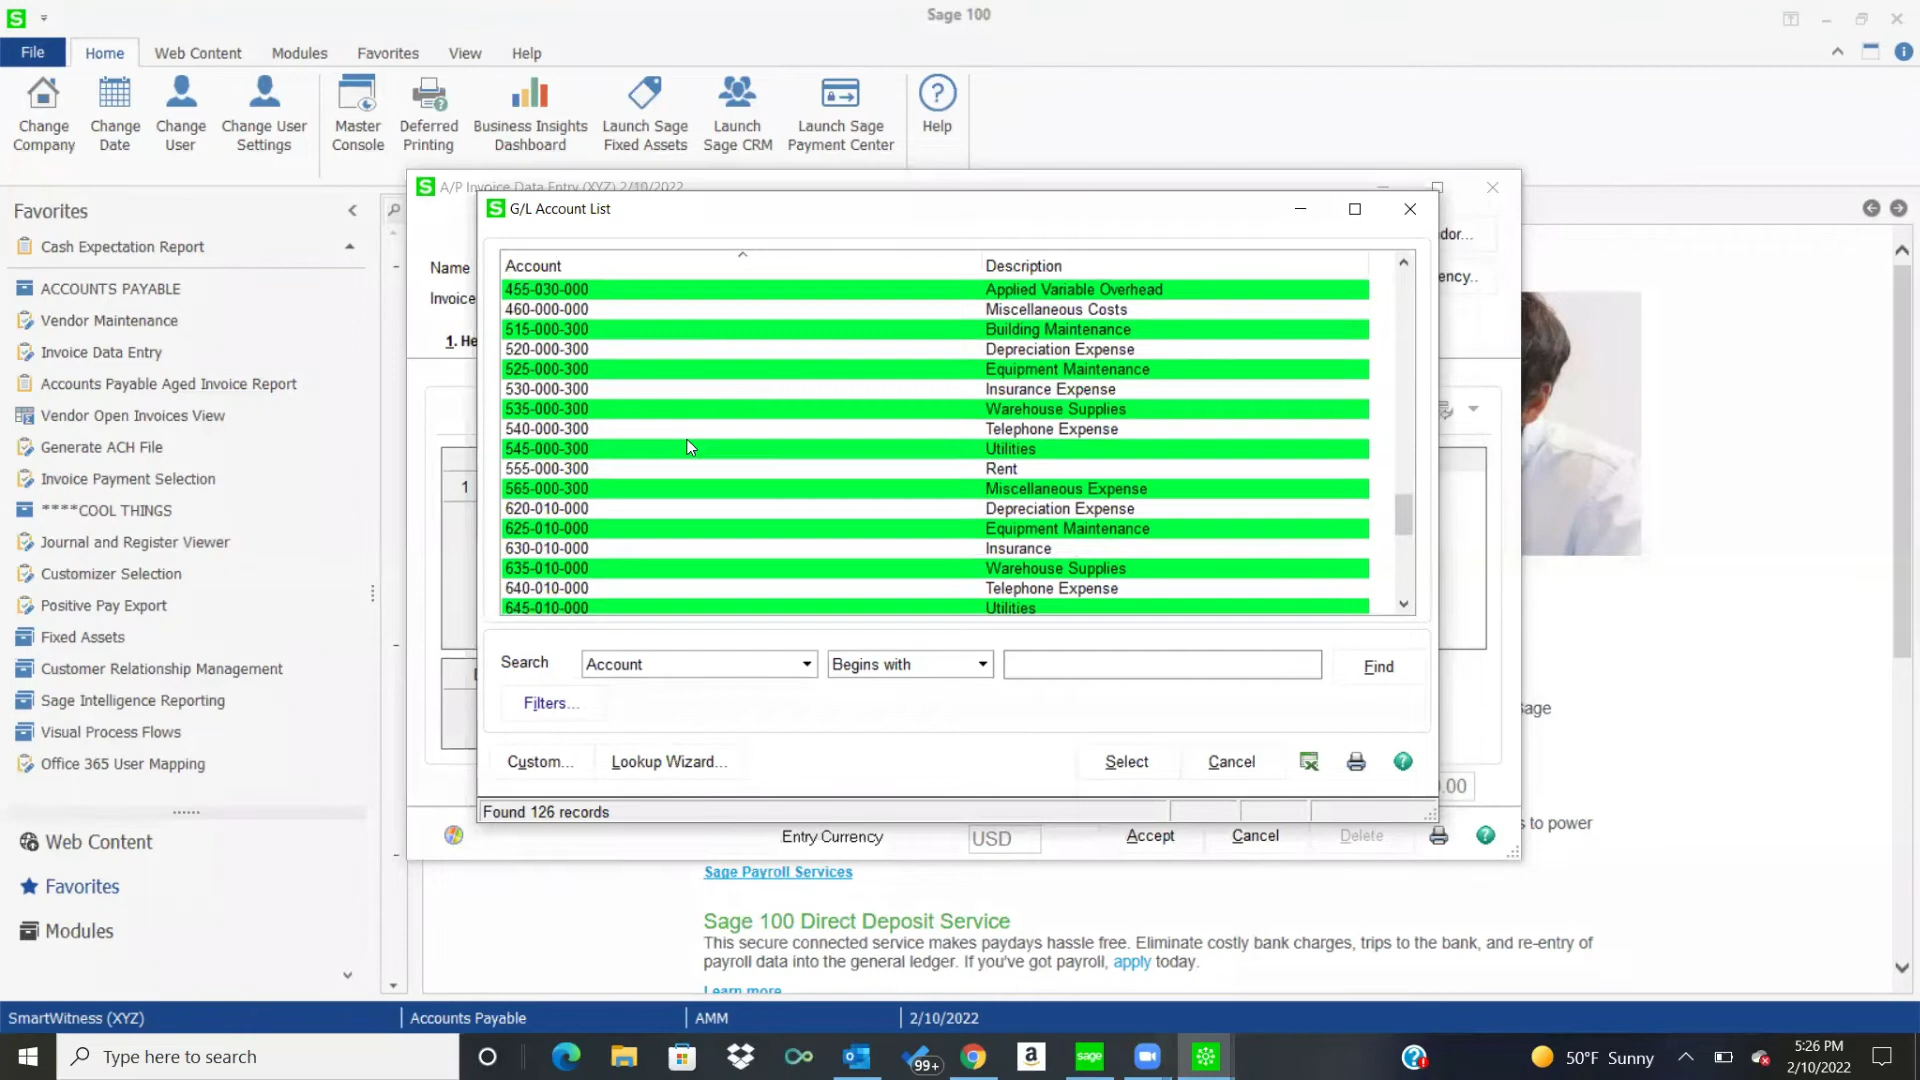 Sage 100
File Home Web Content Modules Favorites View Help
Change Company
Change Date
Change User
Change User Settings
Master Console
Deferred Printing
Business Insights Dashboard
Launch Sage Fixed Assets
Launch Sage CRM
Launch Sage Payment Center
Help
Favorites
Cash Expectation Report
ACCOUNTS PAYABLE
Vendor Maintenance
Invoice Data Entry
Accounts Payable Aged Invoice Report
Vendor Open Invoices View
Generate ACH File
Invoice Payment Selection
****COOL THINGS
Journal and Register Viewer
Customizer Selection
Positive Pay Export
Fixed Assets
Customer Relationship Management
Sage Intelligence Reporting
Visual Process Flows
Office 365 User Mapping
Web Content
Favorites
Modules
S A/P Invoice Data Entry (XYZ) 2/10/2022
dor...
ency..
Name
Invoice
1. He
1
S G/L Account List
Account Description
455-030-000 Applied Variable Overhead
460-000-000 Miscellaneous Costs
515-000-300 Building Maintenance
520-000-300 Depreciation Expense
525-000-300 Equipment Maintenance
530-000-300 Insurance Expense
535-000-300 Warehouse Supplies
540-000-300 Telephone Expense
545-000-300 Utilities
555-000-300 Rent
565-000-300 Miscellaneous Expense
620-010-000 Depreciation Expense
625-010-000 Equipment Maintenance
630-010-000 Insurance
635-010-000 Warehouse Supplies
640-010-000 Telephone Expense
645-010-000 Utilities
Search Account Begins with Find
Filters...
Custom... Lookup Wizard... Select Cancel
Found 126 records
.00
Entry Currency USD Accept Cancel Delete
Sage
s to power
Sage Payroll Services
Sage 100 Direct Deposit Service
This secure connected service makes paydays hassle free. Eliminate costly bank charges, trips to the bank, and re-entry of
payroll data into the general ledger. If you've got payroll, apply today.
Learn more
SmartWitness (XYZ) Accounts Payable AMM 2/10/2022
Type here to search
99+
a
sage
50°F Sunny
5:26 PM
2/10/2022